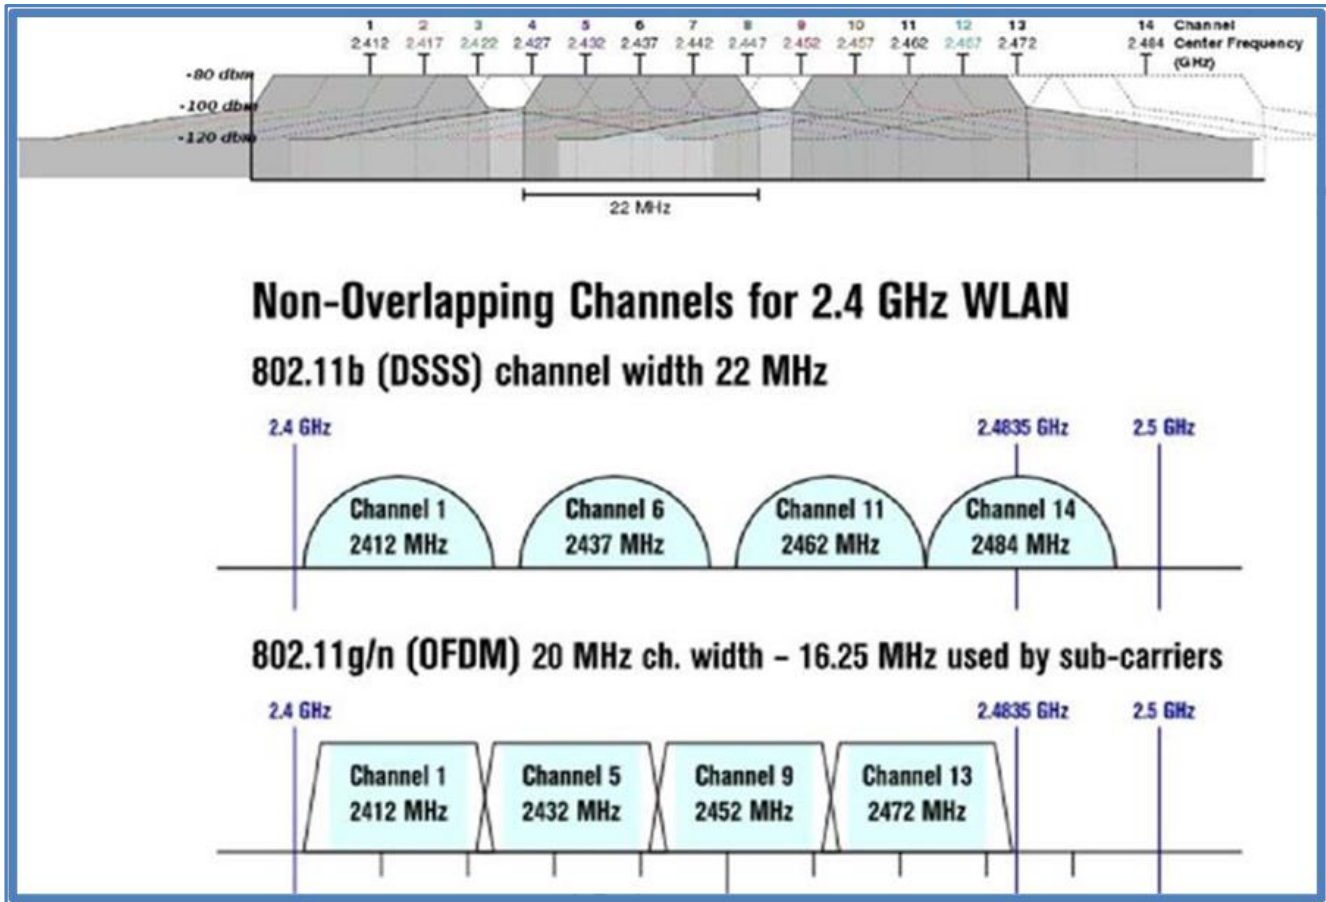 1 2 3 4 5 6 7 8 9 10 11 12 13 14 Channel
2.412 2.417 2.422 2.427 2.432 2.437 2.442 2.447 2.452 2.457 2.462 2.467 2.472 2.484 Center Frequency
(GHz)
-80 dbm
-100 dbm
-120 dbm
22 MHz
Non-Overlapping Channels for 2.4 GHz WLAN
802.11b (DSSS) channel width 22 MHz
2.4 GHz 2.4835 GHz 2.5 GHz
Channel 1 Channel 6 Channel 11 Channel 14
2412 MHz 2437 MHz 2462 MHz 2484 MHz
802.11g/n (OFDM) 20 MHz ch. width – 16.25 MHz used by sub-carriers
2.4 GHz 2.4835 GHz 2.5 GHz
Channel 1 Channel 5 Channel 9 Channel 13
2412 MHz 2432 MHz 2452 MHz 2472 MHz